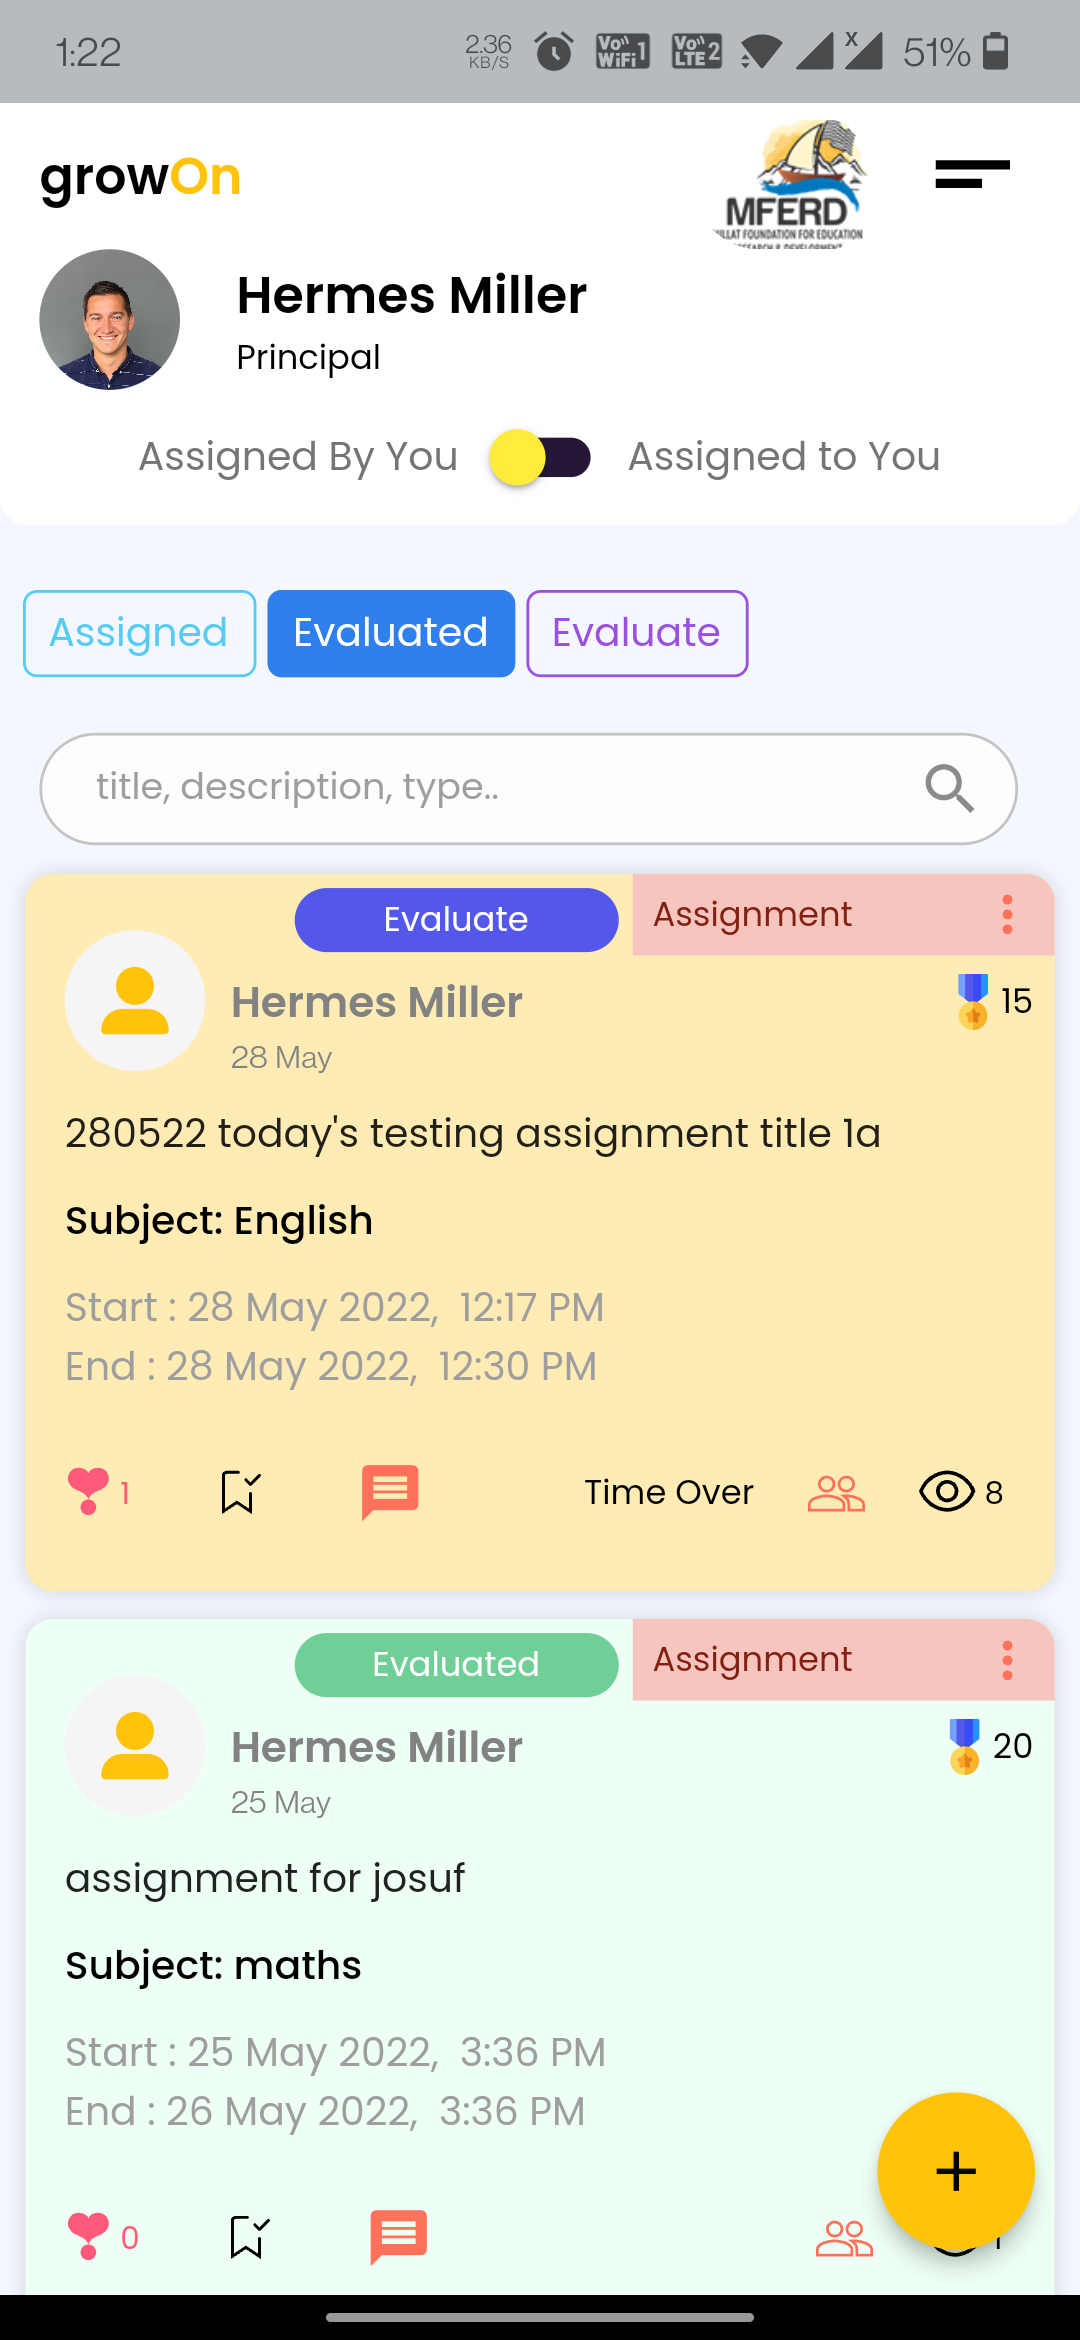 1:22
2.36
KB/S
Vo WiFi 1
Vo LTE 2
X
51%
growOn
MFERD
MILLAT FOUNDATION FOR EDUCATION
RESEARCH & DEVELOPMENT
Hermes Miller
Principal
Assigned By You
Assigned to You
Assigned
Evaluated
Evaluate
title, description, type..
Evaluate
Assignment
Hermes Miller
15
28 May
280522 today's testing assignment title 1a
Subject: English
Start : 28 May 2022,  12:17 PM
End : 28 May 2022,  12:30 PM
1
Time Over
8
Evaluated
Assignment
Hermes Miller
20
25 May
assignment for josuf
Subject: maths
Start : 25 May 2022,  3:36 PM
End : 26 May 2022,  3:36 PM
+
0